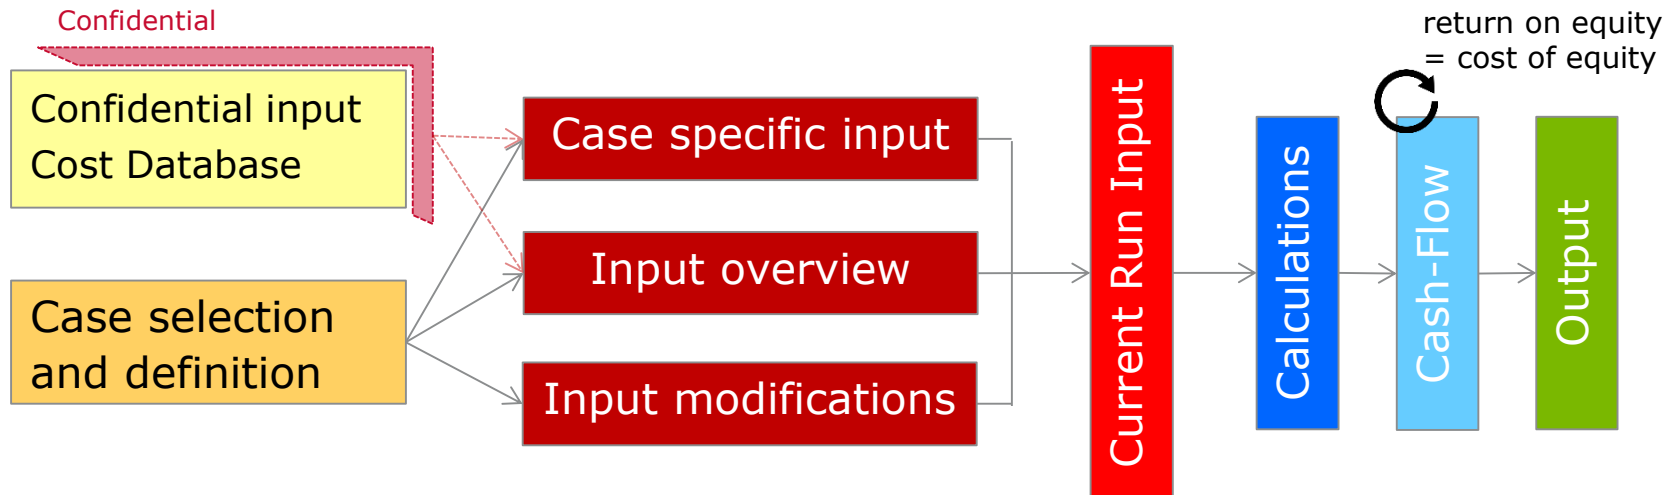 Confidential
Confidential input
Cost Database
Case selection
and definition
Case specific input
Input overview
Input modifications
Current Run Input
Calculations
return on equity
= cost of equity
Cash-Flow
Output